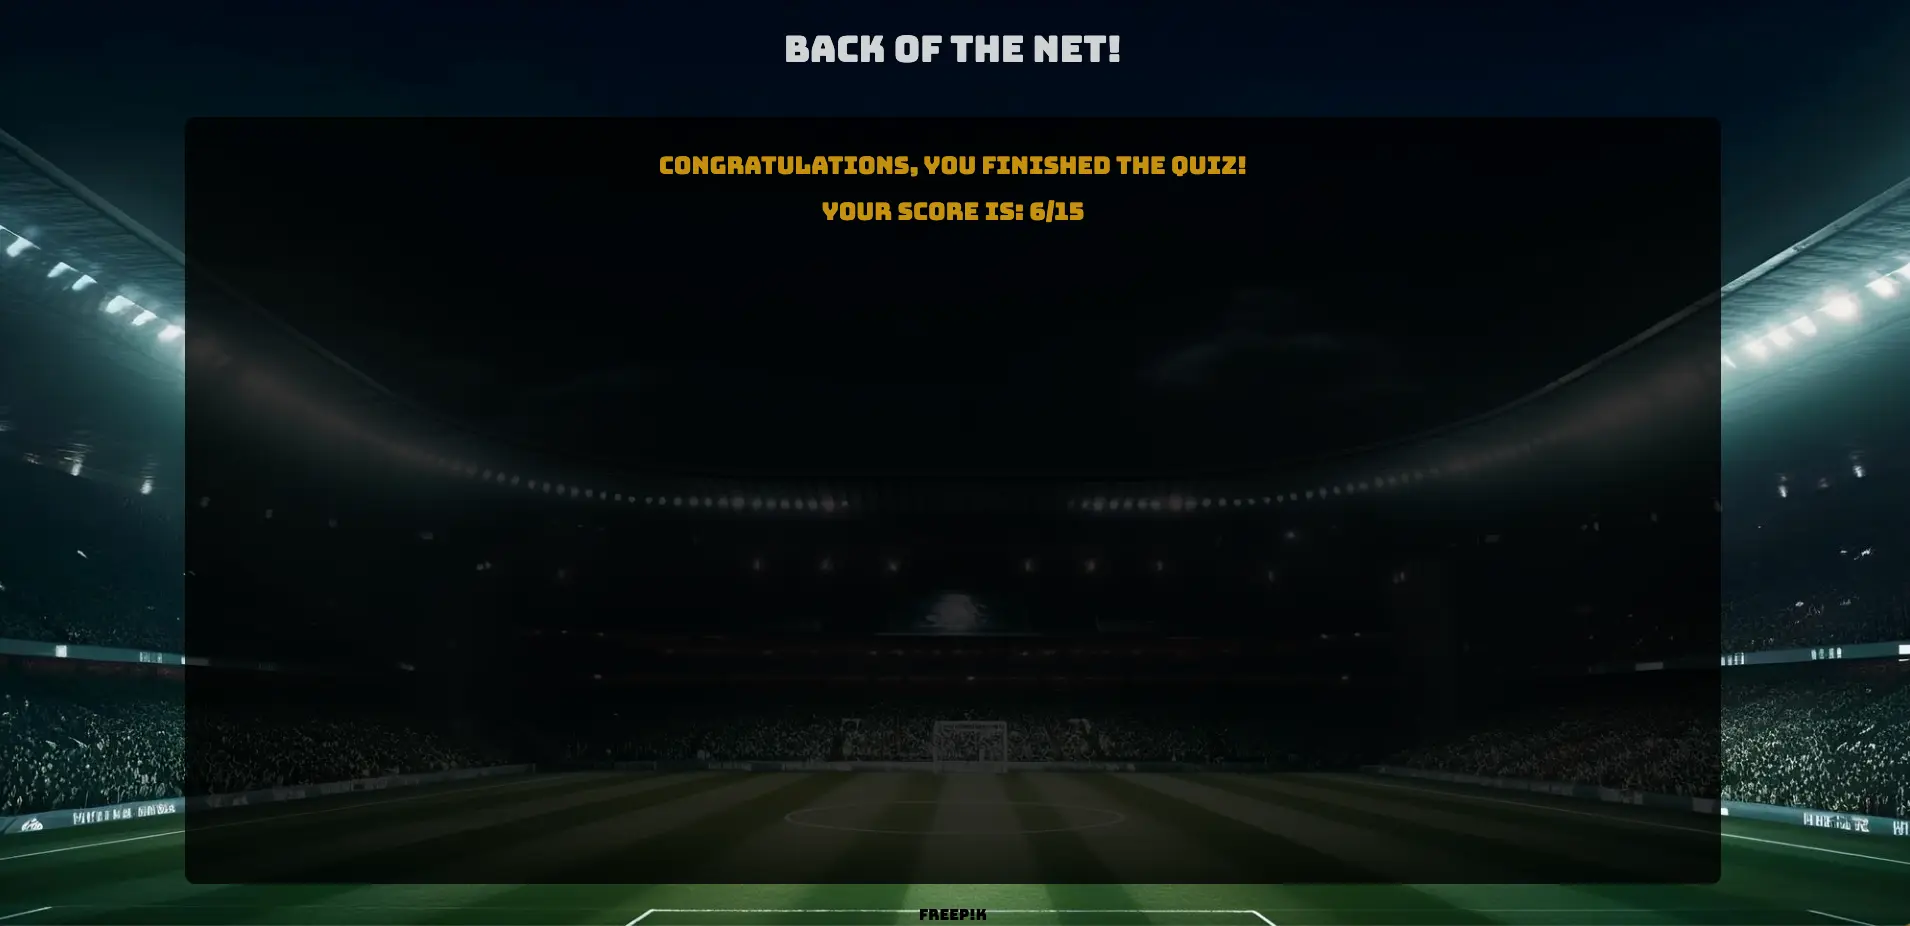 BACK OF THE NET!
CONGRATULATIONS, YOU FINISHED THE QUIZ!
YOUR SCORE IS: 6/15
FREEP!K